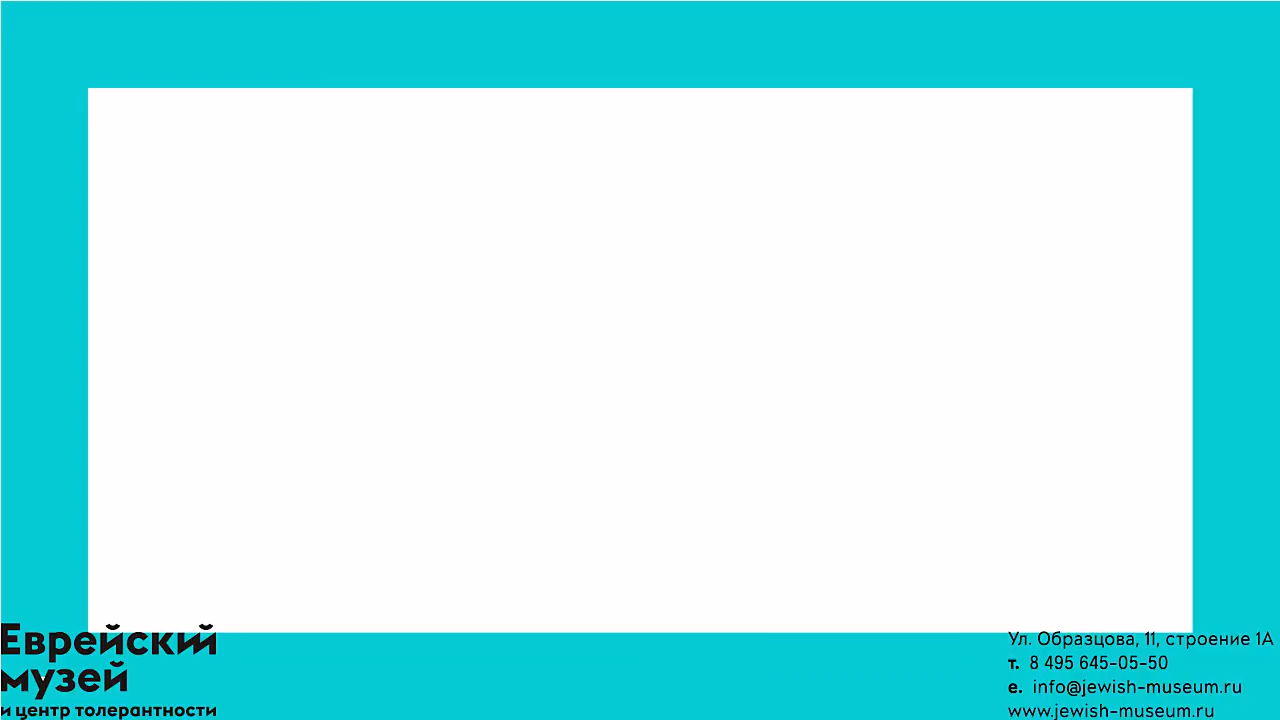 Еврейский
музей
и центр толерантности
Ул. Образцова, 11, строение 1А
т. 8 495 645-05-50
e. info@jewish-museum.ru
www.jewish-museum.ru